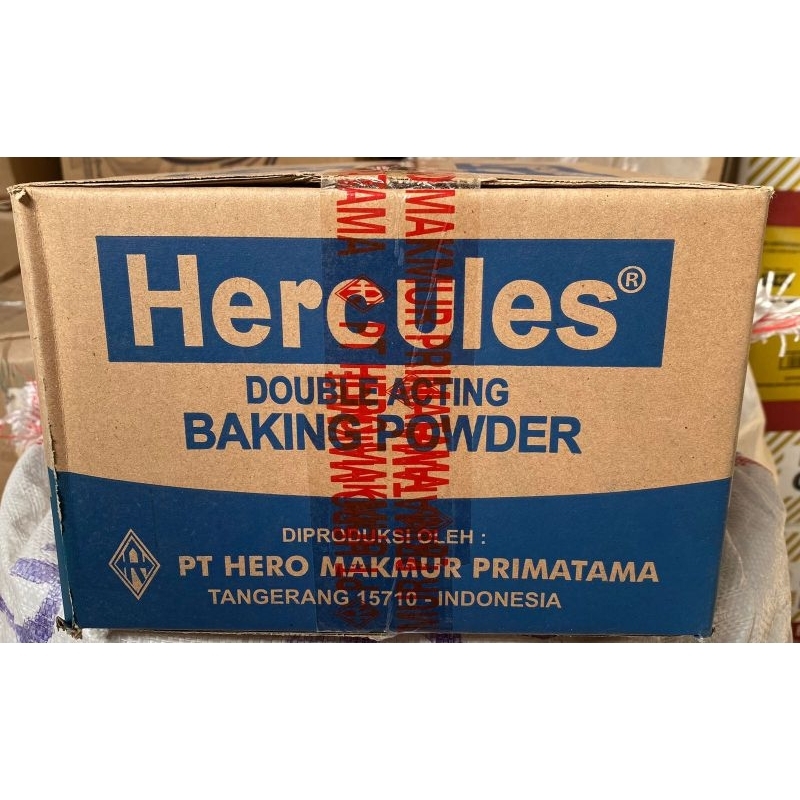 Hercules®
DOUBLE ACTING
BAKING POWDER
DIPRODUKSI OLEH :
PT HERO MAKMUR PRIMATAMA
TANGERANG 15710 - INDONESIA